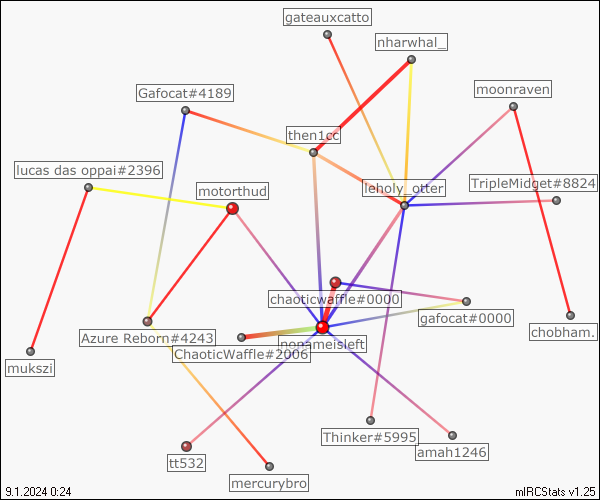 gateauxcatto
nharwhal_
Gafocat#4189
moonraven
then1cc
lucas das oppai#2396
motorthud
leholy_otter
TripleMidget#8824
chaoticwaffle#0000
gafocat#0000
Azure Reborn#4243
nonameisleft
chobham.
ChaoticWaffle#2006
mukszi
Thinker#5995
amah1246
tt532
mercurybro
9.1.2024 0:24
mIRCStats v1.25